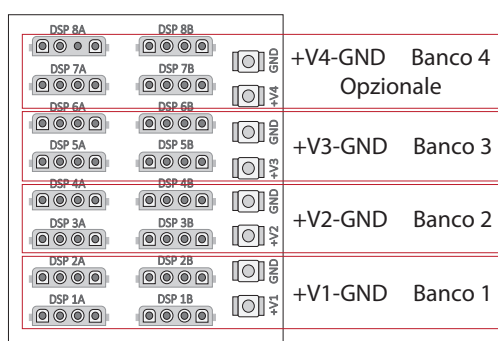 DSP 8A DSP 8B
GND
+V4-GND Banco 4
DSP 7A DSP 7B
+V4
Opzionale
DSP 6A DSP 6B
GND
+V3-GND Banco 3
DSP 5A DSP 5B
+V3
DSP 4A DSP 4B
GND
+V2-GND Banco 2
DSP 3A DSP 3B
+V2
DSP 2A DSP 2B
GND
+V1-GND Banco 1
DSP 1A DSP 1B
+V1